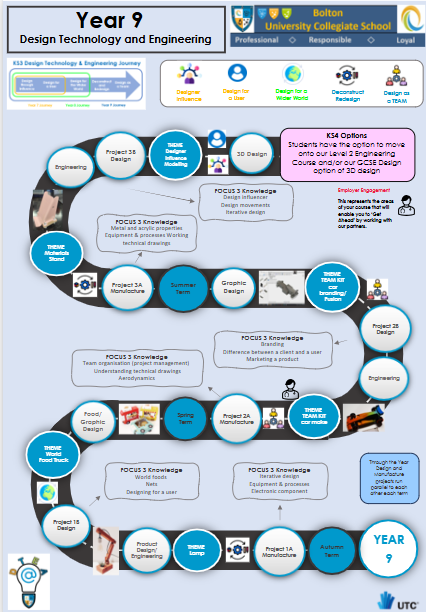 Year 9
Design Technology and Engineering
Bolton
University Collegiate School
Professional ◇ Responsible ◇ Loyal
KS3 Design Technology & Engineering Journey
Designer
Influence
Design for
a User
Design for a
Wider World
Deconstruct
Redesign
Design as
a TEAM
KS4 Options
Students have the option to move
onto our Level 2 Engineering
Course and/or our GCSE Design
option of 3D design
Engineering
Project 3B
Design
THEME
Designer
Influence
Modelling
3D Design
Employer Engagement
This represents the areas
of your course that will
enable you to 'Get
Ahead' by working with
our partners.
FOCUS 3 Knowledge
Design influencer
Design movements
Iterative design
FOCUS 3 Knowledge
Metal and acrylic properties
Equipment & processes Working
technical drawings
THEME
Materials
Stand
Project 3A
Manufacture
Summer
Term
Graphic
Design
THEME
TEAM KIT
car
branding/
Fusion
Project 2B
Design
FOCUS 3 Knowledge
Branding
Difference between a client and a user
Marketing a product
FOCUS 3 Knowledge
Team organisation (project management)
Understanding technical drawings
Aerodynamics
Engineering
Food/
Graphic
Design
Spring
Term
Project 2A
Manufacture
THEME
TEAM KIT
car make
THEME
World
Food Truck
FOCUS 3 Knowledge
World foods
Nets
Designing for a user
FOCUS 3 Knowledge
Iterative design
Equipment & processes
Electronic component
Through the Year
Design and
Manufacture
projects run
parallel to each
other each term
Project 1B
Design
Product
Design/
Engineering
THEME
Lamp
Project 1A
Manufacture
Autumn
Term
YEAR
9
@
UTC